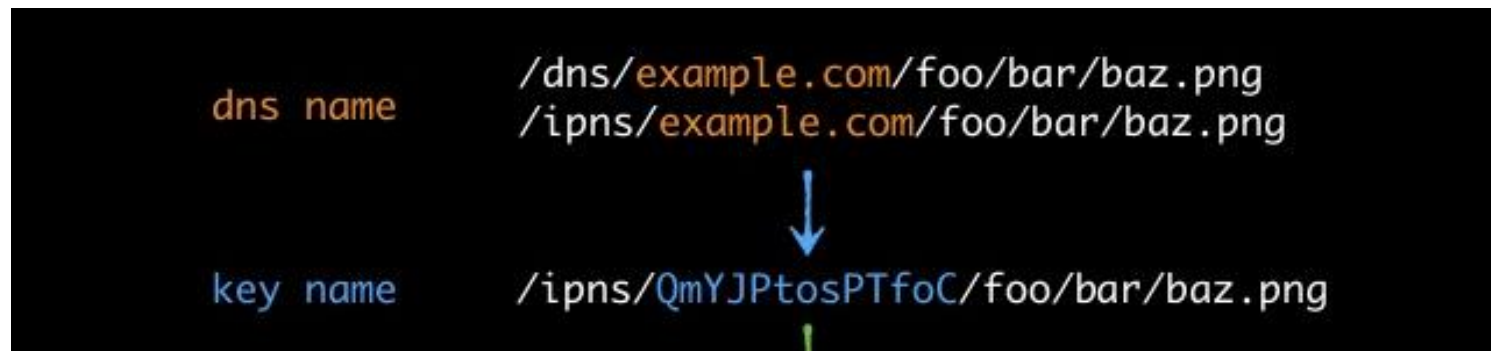 /dns/example.com/foo/bar/baz.png
dns name
/ipns/example.com/foo/bar/baz.png
key name /ipns/QmYJPtosPTfoC/foo/bar/baz.png